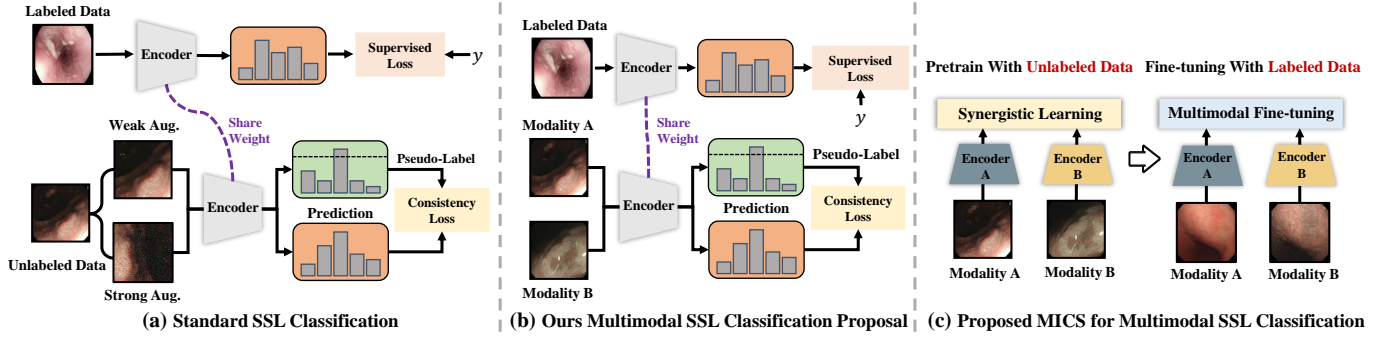 Labeled Data
Encoder
Supervised
Loss
y
Share
Weight
Weak Aug.
Unlabeled Data
Strong Aug.
Encoder
Pseudo-Label
Prediction
Consistency
Loss
(a) Standard SSL Classification
Labeled Data
Encoder
Supervised
Loss
y
Share
Weight
Modality A
Modality B
Encoder
Pseudo-Label
Prediction
Consistency
Loss
(b) Ours Multimodal SSL Classification Proposal
Pretrain With Unlabeled Data
Synergistic Learning
Encoder
A
Encoder
B
Modality A
Modality B
Fine-tuning With Labeled Data
Multimodal Fine-tuning
Encoder
A
Encoder
B
Modality A
Modality B
(c) Proposed MICS for Multimodal SSL Classification